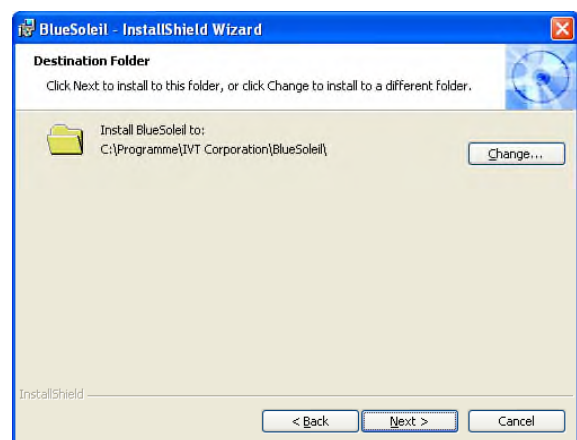 BlueSoleil - InstallShield Wizard
Destination Folder
Click Next to install to this folder, or click Change to install to a different folder.
Install BlueSoleil to:
C:\Programme\IVT Corporation\BlueSoleil\
Change...
InstallShield
< Back
Next >
Cancel